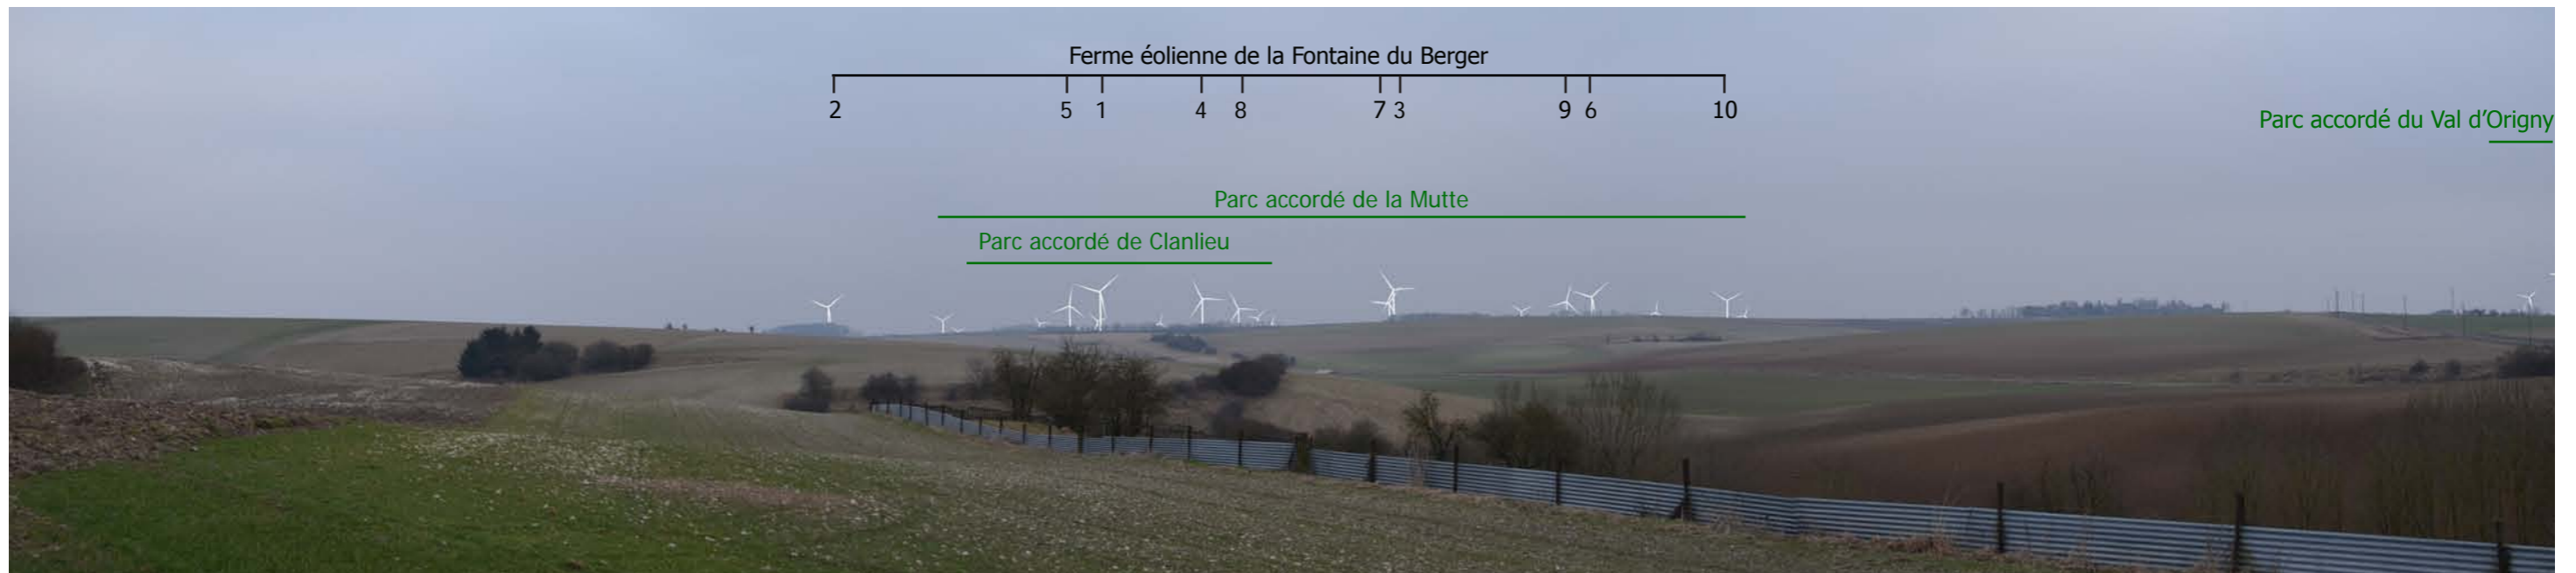 Ferme éolienne de la Fontaine du Berger
2 5 1 4 8 7 3 9 6 10
Parc accordé du Val d'Origny
Parc accordé de la Mutte
Parc accordé de Clanlieu